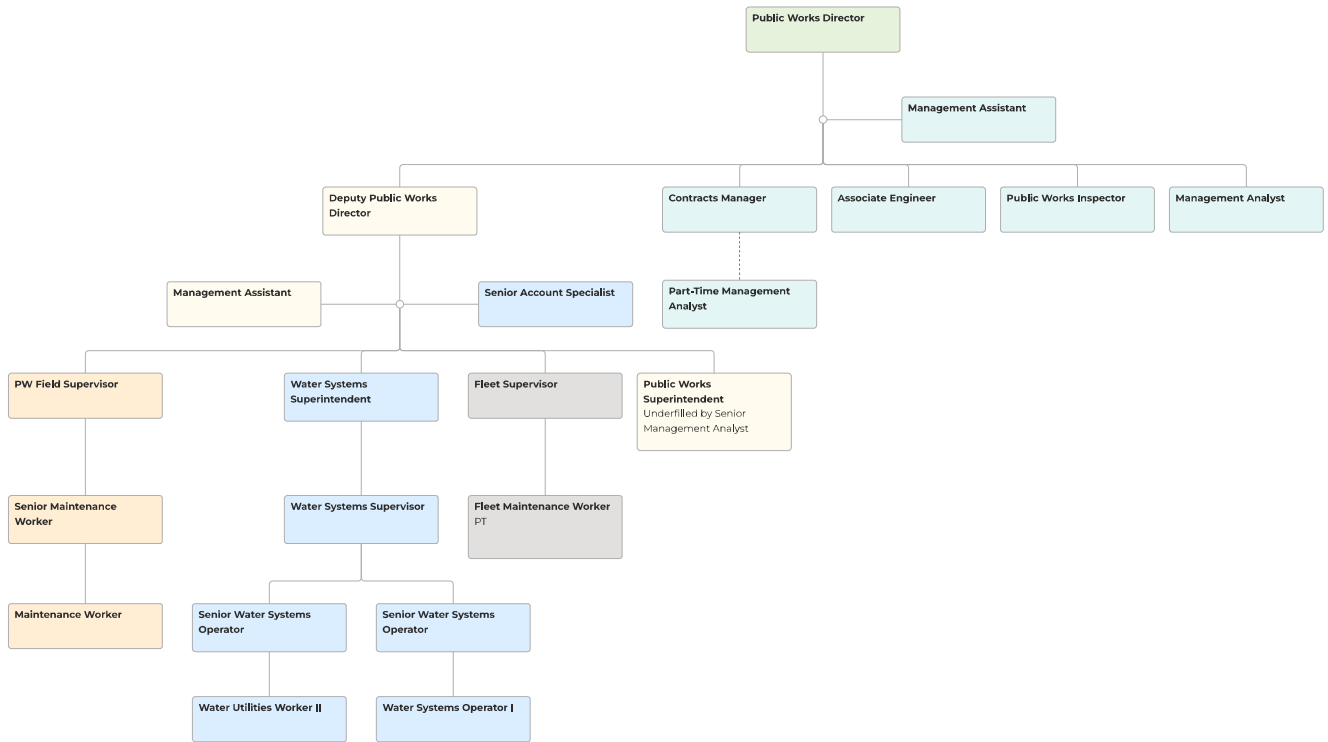 Public Works Director
Management Assistant
Deputy Public Works
Director
Contracts Manager
Associate Engineer
Public Works Inspector
Management Analyst
Management Assistant
Senior Account Specialist
Part-Time Management
Analyst
PW Field Supervisor
Water Systems
Superintendent
Fleet Supervisor
Public Works
Superintendent
Underfilled by Senior
Management Analyst
Senior Maintenance
Worker
Water Systems Supervisor
Fleet Maintenance Worker
PT
Maintenance Worker
Senior Water Systems
Operator
Senior Water Systems
Operator
Water Utilities Worker II
Water Systems Operator I